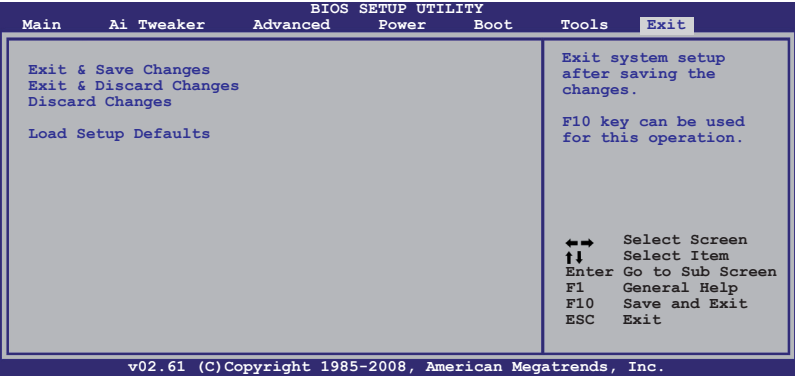 BIOS SETUP UTILITY
Main Ai Tweaker Advanced Power Boot Tools Exit
Exit & Save Changes
Exit & Discard Changes
Discard Changes
Load Setup Defaults
Exit system setup
after saving the
changes.
F10 key can be used
for this operation.
←→ Select Screen
↑↓ Select Item
Enter Go to Sub Screen
F1 General Help
F10 Save and Exit
ESC Exit
v02.61 (C)Copyright 1985-2008, American Megatrends, Inc.